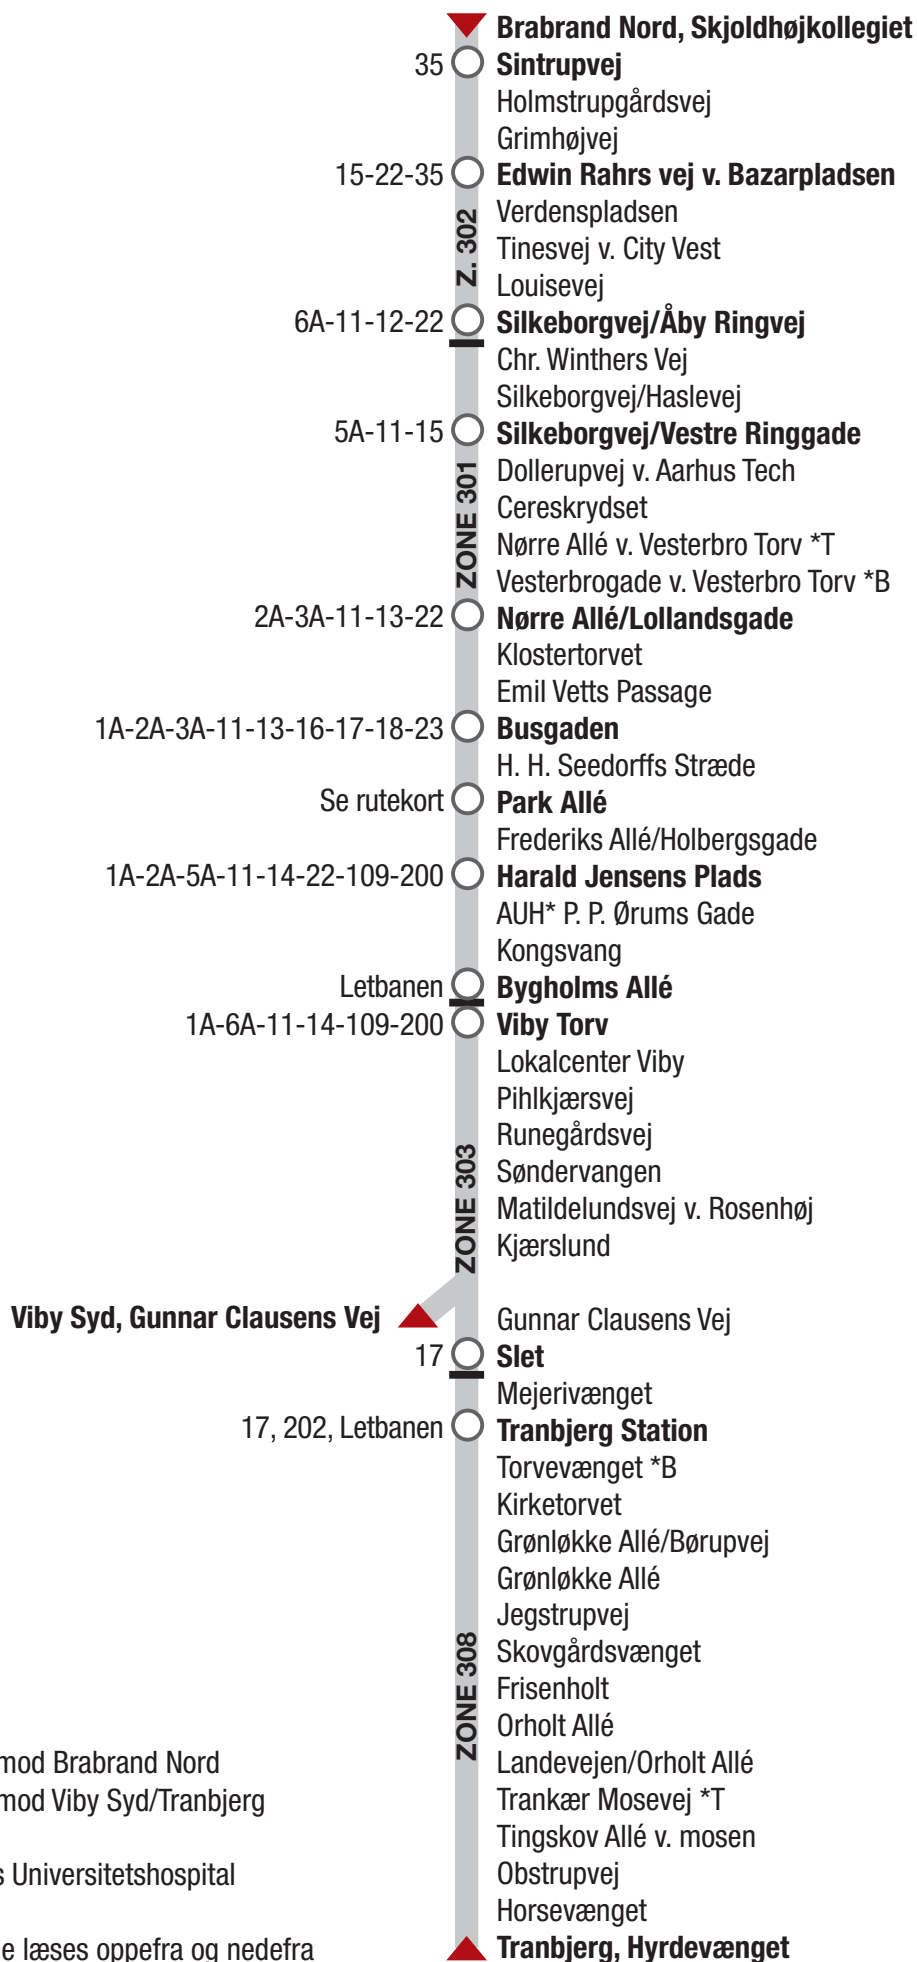 Brabrand Nord, Skjoldhøjkollegiet
35 Sintrupvej
Holmstrupgårdsvej
Grimhøjvej
15-22-35 Edwin Rahrs vej v. Bazarpladsen
Verdenspladsen
Z. 302
Tinesvej v. City Vest
Louisevej
6A-11-12-22 Silkeborgvej/Åby Ringvej
Chr. Winthers Vej
Silkeborgvej/Haslevej
5A-11-15 Silkeborgvej/Vestre Ringgade
Dollerupvej v. Aarhus Tech
Cereskrydset
ZONE 301
Nørre Allé v. Vesterbro Torv *T
Vesterbrogade v. Vesterbro Torv *B
2A-3A-11-13-22 Nørre Allé/Lollandsgade
Klostertorvet
Emil Vetts Passage
1A-2A-3A-11-13-16-17-18-23 Busgaden
H. H. Seedorffs Stræde
Se rutekort Park Allé
Frederiks Allé/Holbergsgade
1A-2A-5A-11-14-22-109-200 Harald Jensens Plads
AUH* P. P. Ørums Gade
Kongsvang
Letbanen Bygholms Allé
1A-6A-11-14-109-200 Viby Torv
Lokalcenter Viby
Pihlkjærsvej
Runegårdsvej
Søndervangen
ZONE 303
Matildelundsvej v. Rosenhøj
Kjærslund
Viby Syd, Gunnar Clausens Vej
Gunnar Clausens Vej
17 Slet
Mejerivænget
17, 202, Letbanen Tranbjerg Station
Torvevænget *B
Kirketorvet
Grønløkke Allé/Børupvej
Grønløkke Allé
Jegstrupvej
Skovgårdsvænget
Frisenholt
ZONE 308
Orholt Allé
Landevejen/Orholt Allé
Trankær Mosevej *T
Tingskov Allé v. mosen
Obstrupvej
Horsevænget
Tranbjerg, Hyrdevænget
mod Brabrand Nord
mod Viby Syd/Tranbjerg
s Universitetshospital
e læses oppefra og nedefra